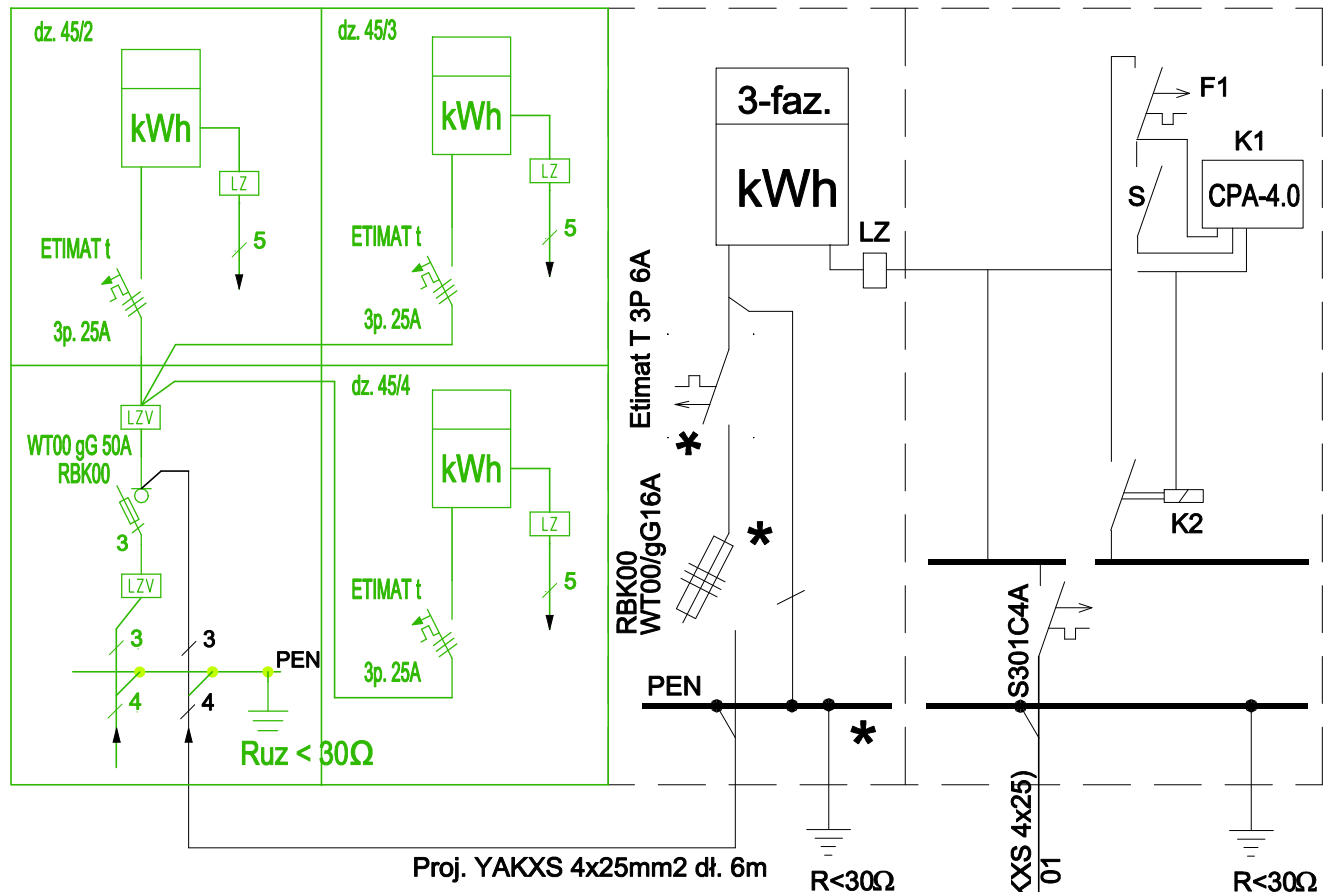 dz. 45/2
kWh
LZ
5
ETIMAT t
3p. 25A
dz. 45/3
kWh
LZ
5
ETIMAT t
3p. 25A
LZV
WT00 gG 50A
RBK00
3
LZV
3
4
3
4
PEN
Ruz < 30Ω
dz. 45/4
kWh
LZ
5
ETIMAT t
3p. 25A
3-faz.
kWh
LZ
Etimat T 3P 6A
*
RBK00
WT00/gG16A
*
PEN
*
R<30Ω
Proj. YAKXS 4x25mm2 dł. 6m
F1
K1
CPA-4.0
S
K2
S301C4A
KXS 4x25)
01
R<30Ω